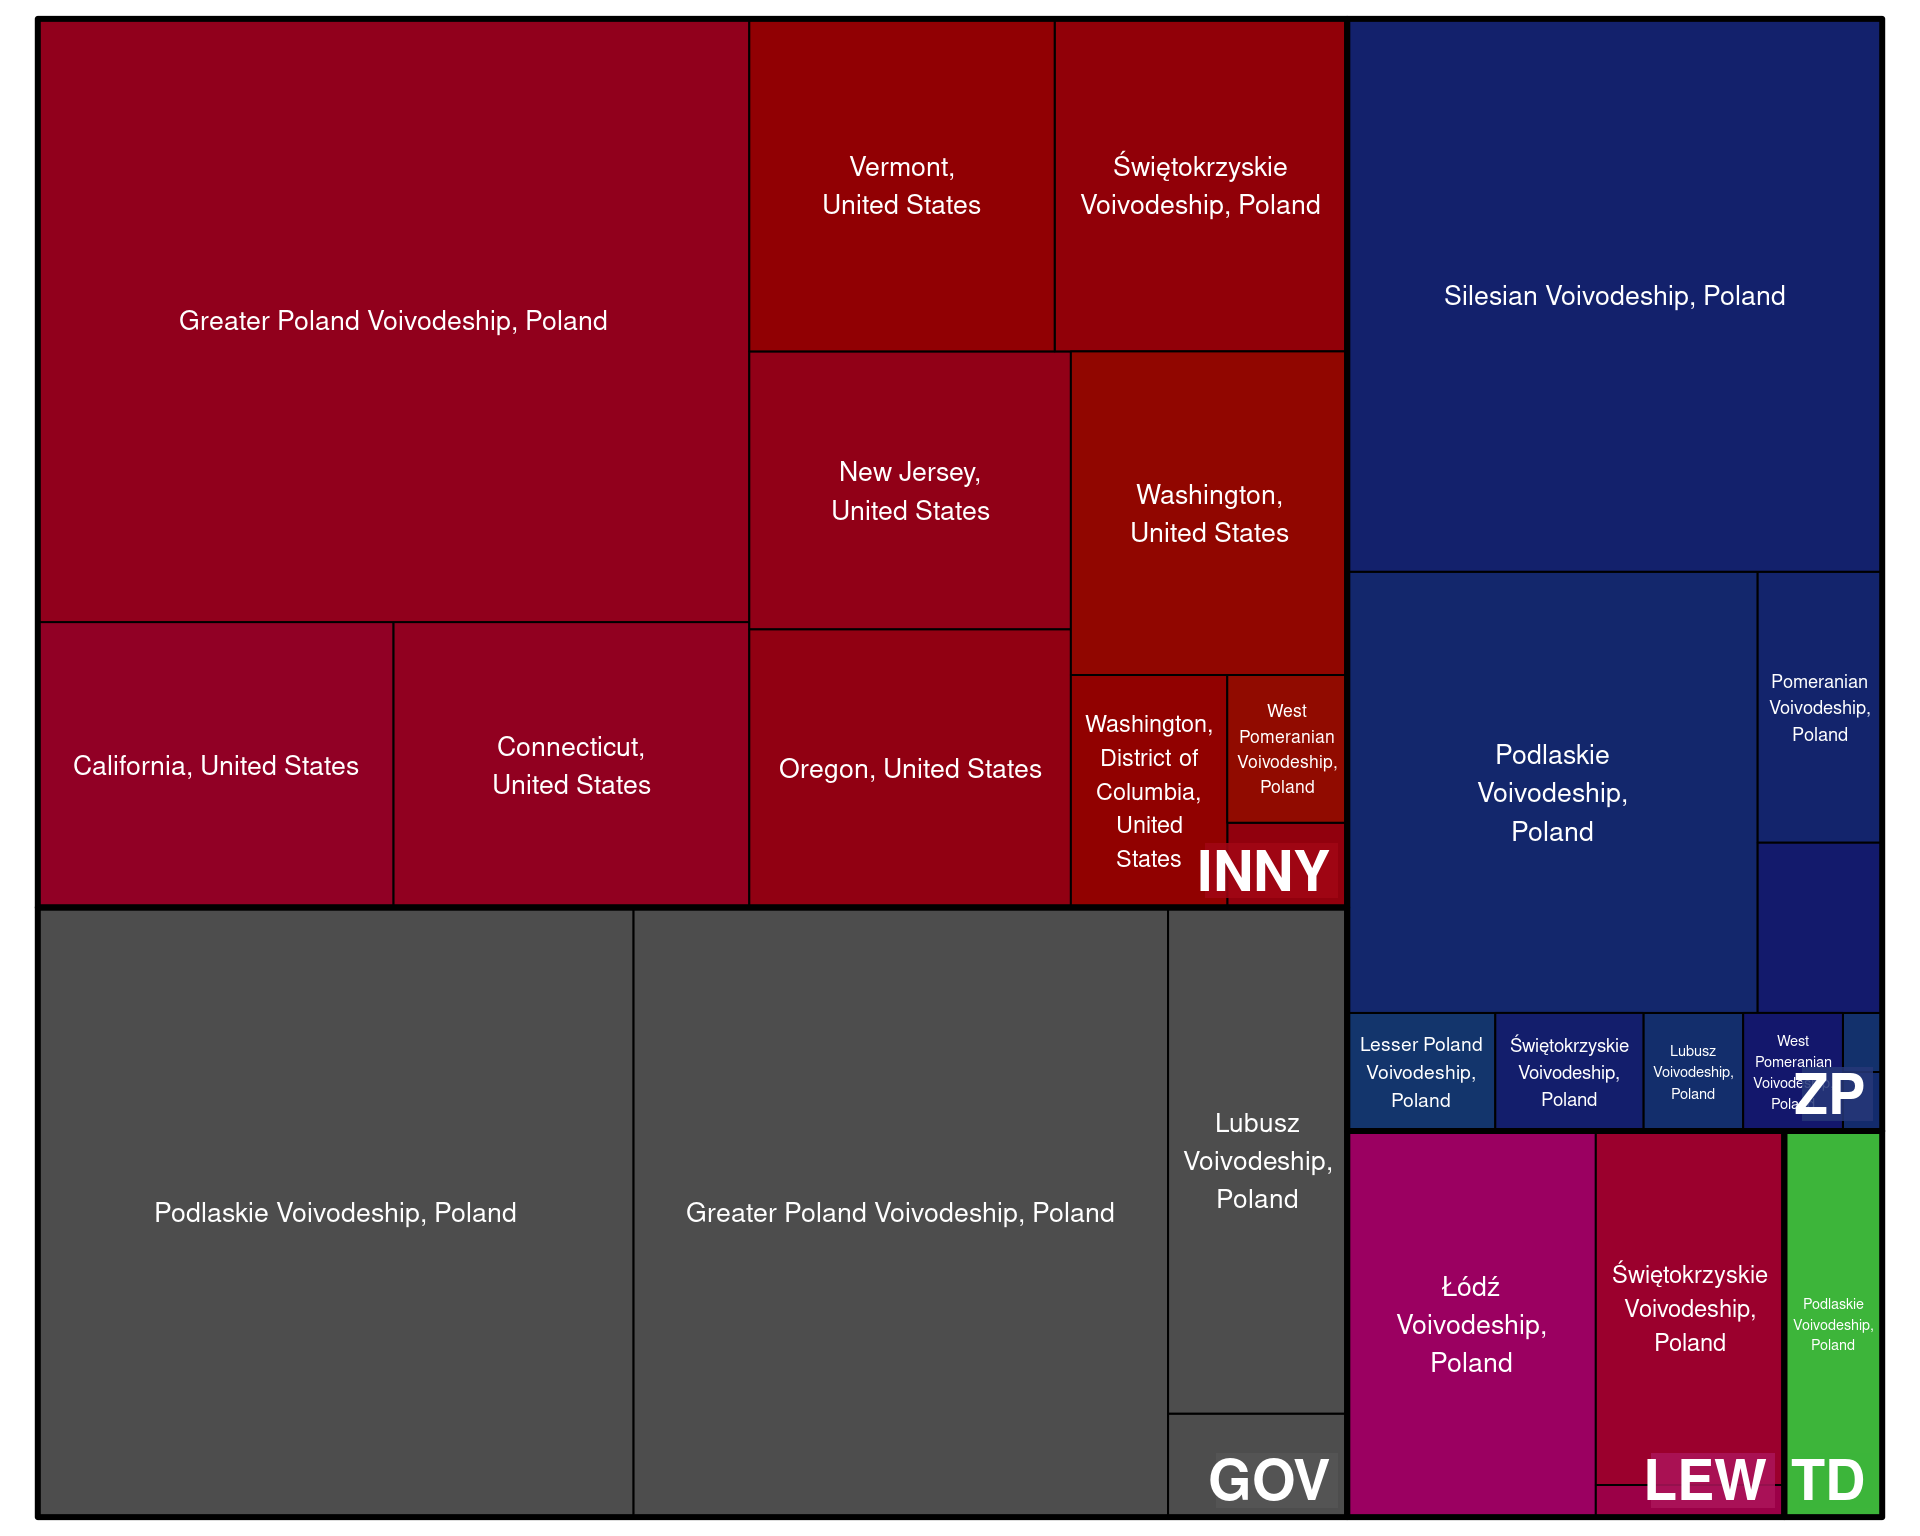 Greater Poland Voivodeship, Poland
Vermont,
United States
Świętokrzyskie
Voivodeship, Poland
New Jersey,
United States
Washington,
United States
California, United States
Connecticut,
United States
Oregon, United States
Washington,
District of
Columbia,
United
States
West
Pomeranian
Voivodeship,
Poland
INNY
Podlaskie Voivodeship, Poland
Greater Poland Voivodeship, Poland
Lubusz
Voivodeship,
Poland
GOV
Silesian Voivodeship, Poland
Podlaskie
Voivodeship,
Poland
Pomeranian
Voivodeship,
Poland
Lesser Poland
Voivodeship,
Poland
Świętokrzyskie
Voivodeship,
Poland
Lubusz
Voivodeship,
Poland
West
Pomeranian
Voivodeship,
Poland
ZP
Łódź
Voivodeship,
Poland
Świętokrzyskie
Voivodeship,
Poland
LEW
Podlaskie
Voivodeship,
Poland
TD